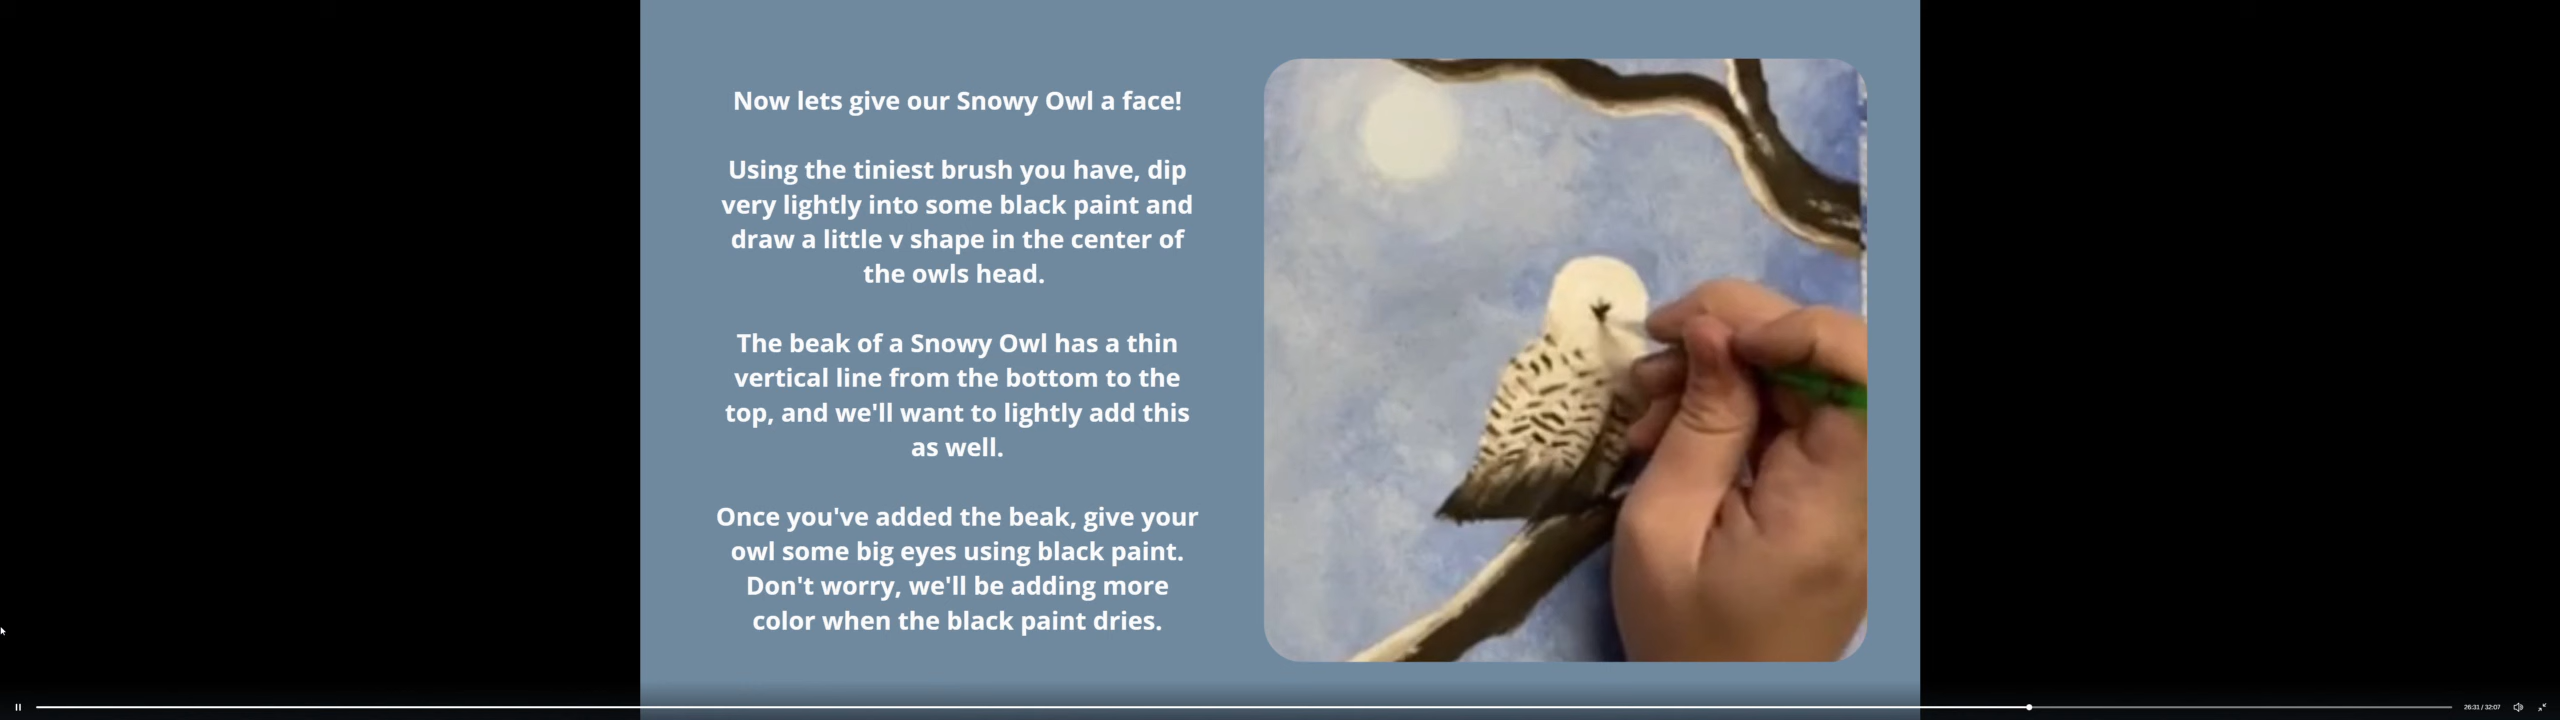 Now lets give our Snowy Owl a face!
Using the tiniest brush you have, dip
very lightly into some black paint and
draw a little v shape in the center of
the owls head.
The beak of a Snowy Owl has a thin
vertical line from the bottom to the
top, and we'll want to lightly add this
as well.
Once you've added the beak, give your
owl some big eyes using black paint.
Don't worry, we'll be adding more
color when the black paint dries.
26:31 / 32:07